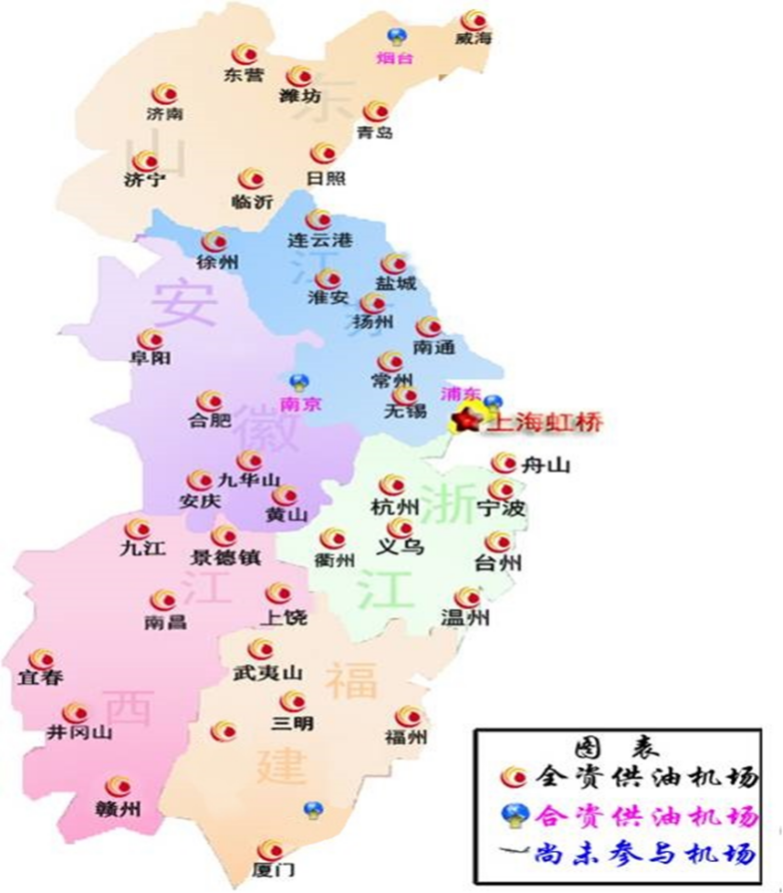 威海
烟台
东营
潍坊
东
济南
青岛
山
济宁
日照
临沂
连云港
徐州
江
盐城
淮安
安
扬州
苏
南通
阜阳
常州
南京
浦东
无锡
合肥
徽
上海虹桥
舟山
九华山
安庆
黄山
杭州
浙
宁波
九江
景德镇
衢州
义乌
台州
江
江
南昌
上饶
温州
宜春
武夷山
福
西
三明
井冈山
福州
建
赣州
厦门
图 表
全资供油机场
合资供油机场
尚未参与机场